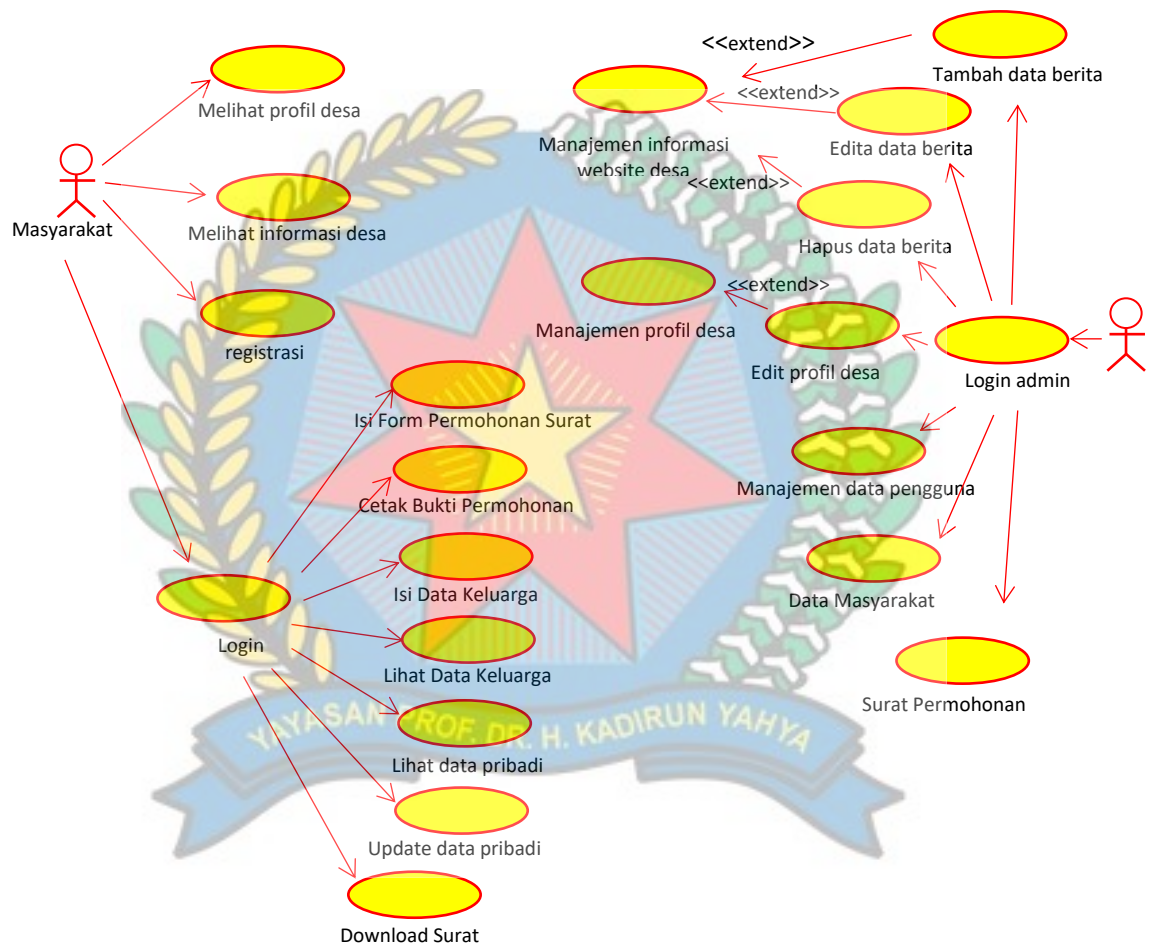 <<extend>>
Tambah data berita
Melihat profil desa
<<extend>>
Manajemen informasi
website desa
Edita data berita
<<extend>>
Masyarakat
Melihat informasi desa
Hapus data berita
<<extend>>
registrasi
Manajemen profil desa
Edit profil desa
Login admin
Isi Form Permohonan Surat
Manajemen data pengguna
Cetak Bukti Permohonan
Isi Data Keluarga
Data Masyarakat
Login
Lihat Data Keluarga
Surat Permohonan
YAYASAN PROF. DR. H. KADIRUN YAHYA
Lihat data pribadi
Update data pribadi
Download Surat